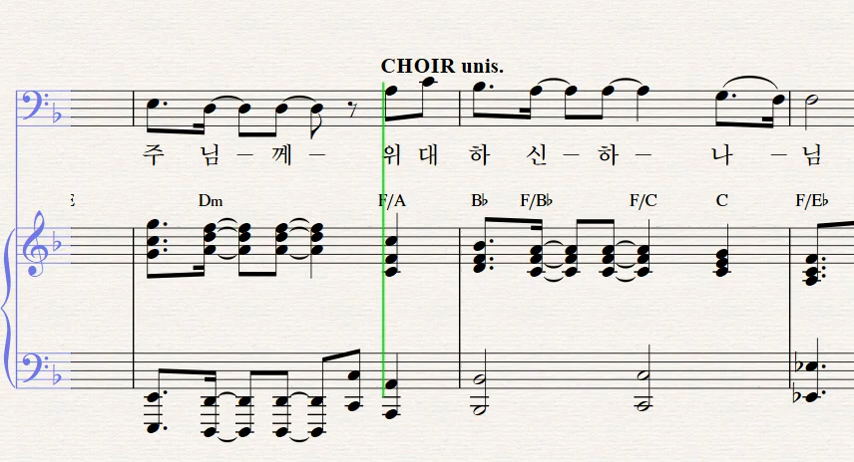 CHOIR unis.
주 님 – 께 – 위 대 하 신 – 하 – 나 – 님
E Dm F/A B♭ F/B♭ F/C C F/E♭